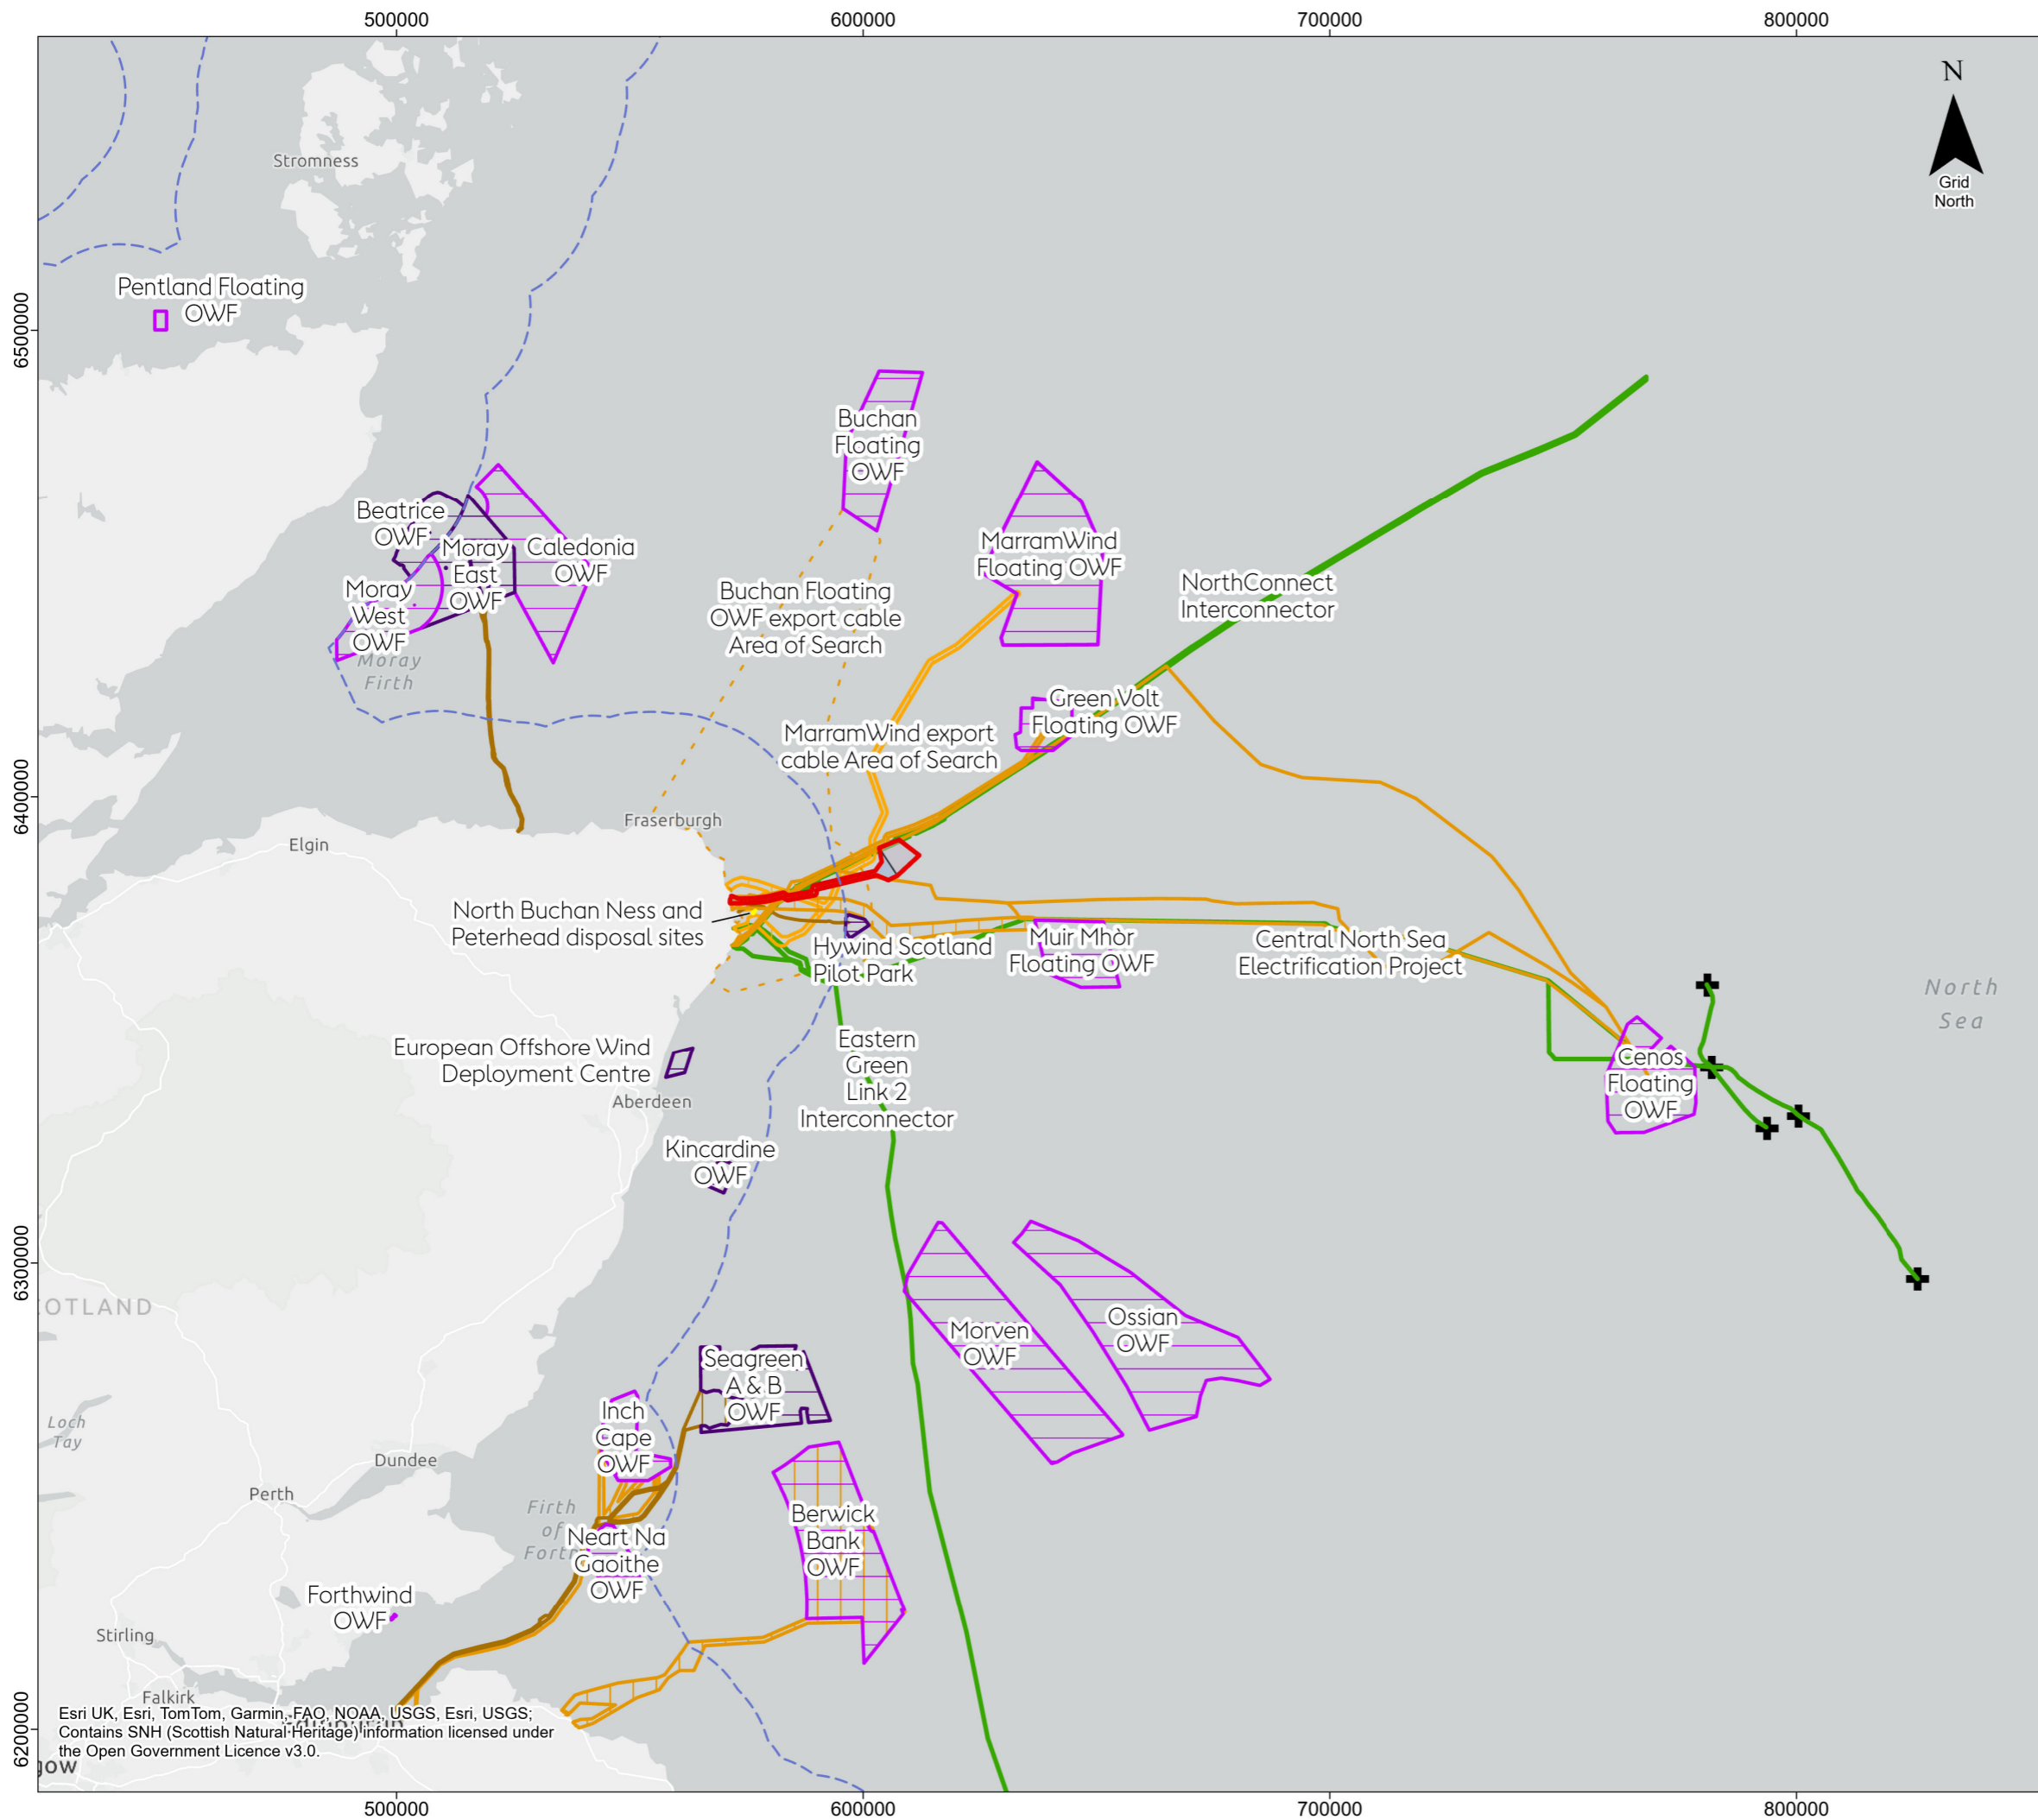 500000
600000
700000
800000
N
Grid
North
Stromness
Pentland Floating
OWF
6500000
Buchan
Floating
OWF
Beatrice
OWF
Moray
East
OWF
Caledonia
OWF
MarramWind
Floating OWF
NorthConnect
Interconnector
Moray
West
OWF
Buchan Floating
OWF export cable
Area of Search
Moray
Firth
Green Volt
Floating OWF
MarramWind export
cable Area of Search
6400000
Fraserburgh
Elgin
North Buchan Ness and
Peterhead disposal sites
Hywind Scotland
Pilot Park
Muir Mhòr
Floating OWF
Central North Sea
Electrification Project
North
Sea
European Offshore Wind
Deployment Centre
Eastern
Green
Link 2
Interconnector
Cenos
Floating
OWF
Aberdeen
Kincardine
OWF
6300000
OTLAND
Morven
OWF
Ossian
OWF
Seagreen
A & B
OWF
Inch
Cape
OWF
Loch
Tay
Dundee
Perth
Firth
of
Forth
Berwick
Bank
OWF
Neart Na
Gaoithe
OWF
Forthwind
OWF
Stirling
Falkirk
6200000
Esri UK, Esri, TomTom, Garmin, FAO, NOAA, USGS, Esri, USGS;
Contains SNH (Scottish Natural Heritage) information licensed under
the Open Government Licence v3.0.
gow
500000
600000
700000
800000